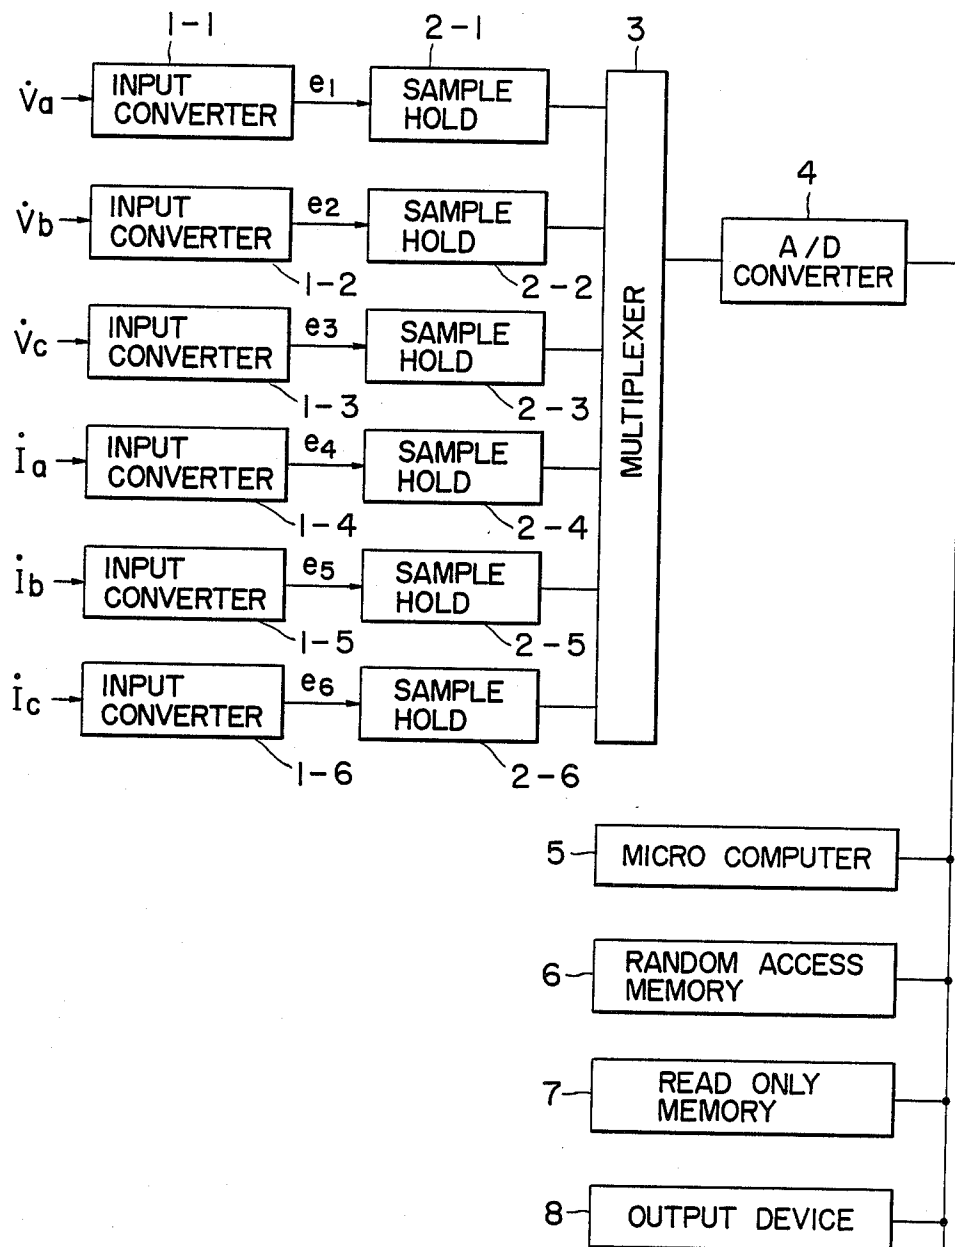 1-1
2-1
3
V̇a
INPUT
CONVERTER
e1
SAMPLE
HOLD
4
V̇b
INPUT
CONVERTER
e2
SAMPLE
HOLD
A/D
CONVERTER
1-2
2-2
MULTIPLEXER
V̇c
INPUT
CONVERTER
e3
SAMPLE
HOLD
1-3
2-3
İa
INPUT
CONVERTER
e4
SAMPLE
HOLD
1-4
2-4
İb
INPUT
CONVERTER
e5
SAMPLE
HOLD
1-5
2-5
İc
INPUT
CONVERTER
e6
SAMPLE
HOLD
1-6
2-6
5
MICRO COMPUTER
6
RANDOM ACCESS
MEMORY
7
READ ONLY
MEMORY
8
OUTPUT DEVICE